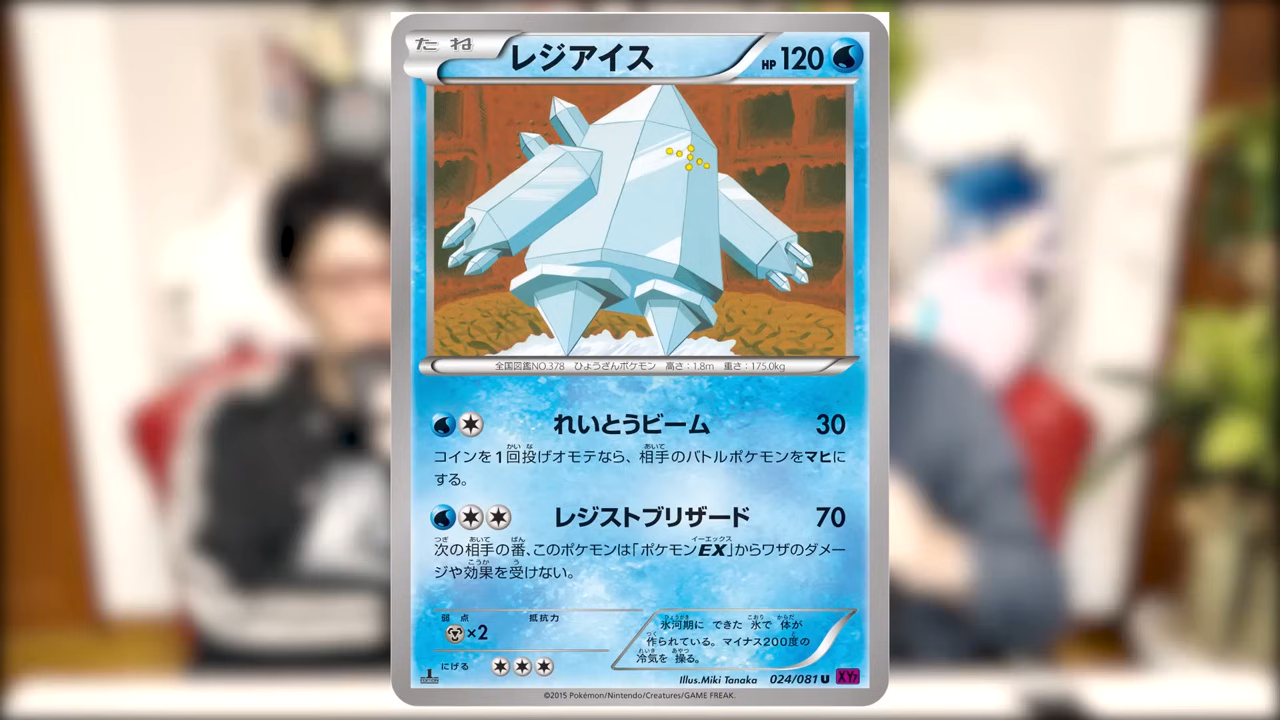 たね レジアイス HP120
全国図鑑NO.378 ひょうざんポケモン 高さ：1.8m 重さ：175.0kg
れいとうビーム 30
コインを1回投げオモテなら、相手のバトルポケモンをマヒに
する。
レジストブリザード 70
次の相手の番、このポケモンは「ポケモンEX」からワザのダメー
ジや効果を受けない。
弱点 ×2 抵抗力
にげる
氷河期に できた 氷で 体が
作られている。マイナス200度の
冷気を 操る。
1 EDITION
Illus.Miki Tanaka 024/081 U XY7
©2015 Pokémon/Nintendo/Creatures/GAME FREAK.